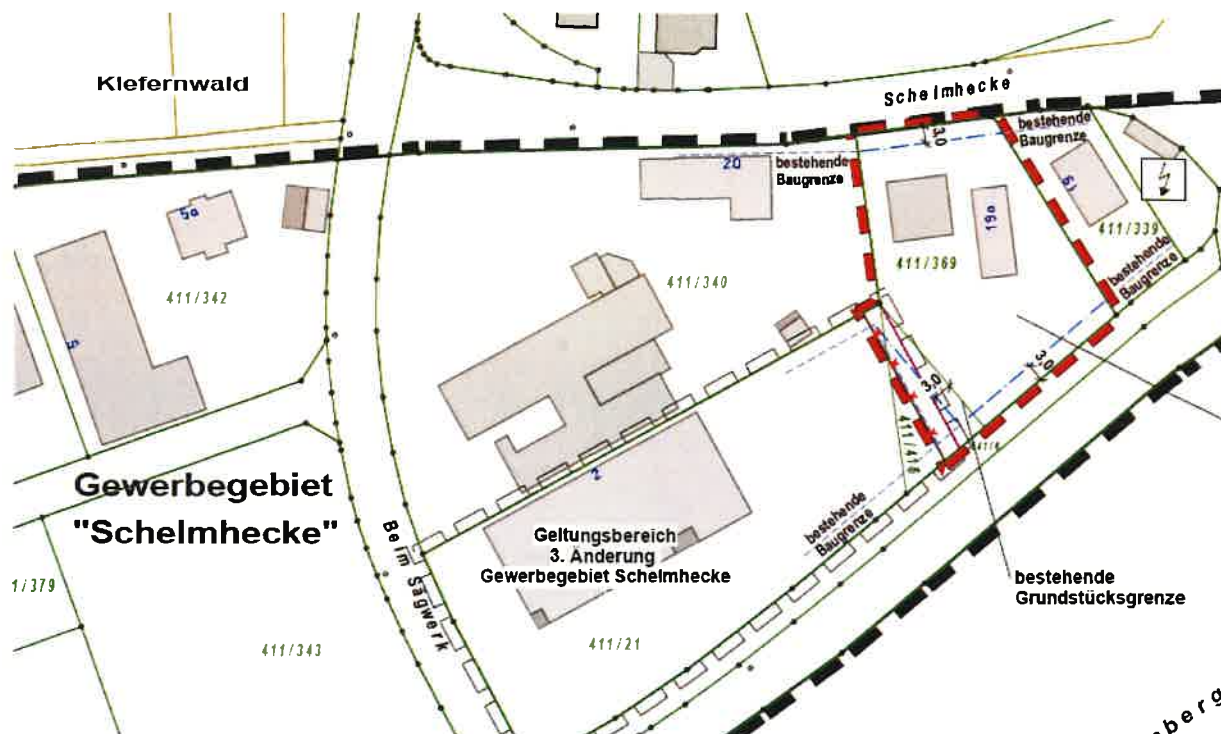 Kiefernwald
Schelmhecke
3,0
bestehende
Baugrenze
20
bestehende
Baugrenze
5a
19a
411/339
411/369
411/340
411/342
bestehende
Baugrenze
5
3,0
3,0
411/416
Gewerbegebiet
"Schelmhecke"
2
Geltungsbereich
3. Änderung
Gewerbegebiet Schelmhecke
bestehende
Baugrenze
Beim Sägwerk
bestehende
Grundstücksgrenze
1/379
411/343
411/21
berg